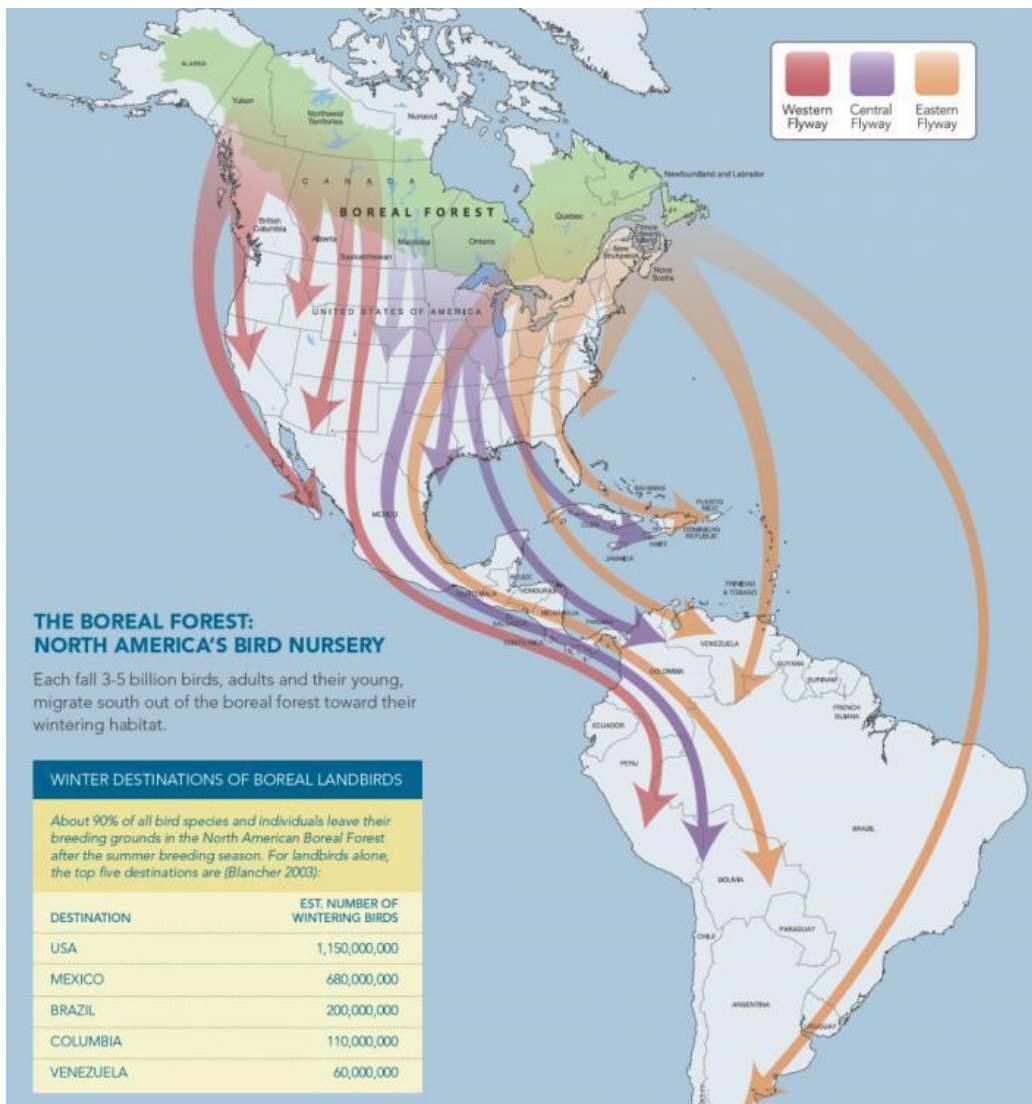 Western
Flyway
Central
Flyway
Eastern
Flyway
ALASKA
Yukon
Northwest
Territories
Nunavut
Newfoundland and Labrador
C A N A D A
BOREAL FOREST
British
Columbia
Alberta
Saskatchewan
Manitoba
Ontario
Quebec
Prince
Edward
Island
New
Brunswick
Nova
Scotia
UNITED STATES OF AMERICA
MEXICO
BAHAMAS
CUBA
PUERTO
RICO
DOMINICAN
REPUBLIC
HAITI
JAMAICA
BELIZE
GUATEMALA
HONDURAS
SALVADOR
NICARAGUA
COSTA RICA
PANAMA
TRINIDAD
& TOBAGO
VENEZUELA
COLOMBIA
GUYANA
SURINAM
FRENCH
GUIANA
ECUADOR
PERU
BRAZIL
BOLIVIA
PARAGUAY
CHILE
ARGENTINA
URUGUAY
THE BOREAL FOREST:
NORTH AMERICA'S BIRD NURSERY
Each fall 3-5 billion birds, adults and their young,
migrate south out of the boreal forest toward their
wintering habitat.
WINTER DESTINATIONS OF BOREAL LANDBIRDS
About 90% of all bird species and individuals leave their
breeding grounds in the North American Boreal Forest
after the summer breeding season. For landbirds alone,
the top five destinations are (Blancher 2003):
DESTINATION EST. NUMBER OF
WINTERING BIRDS
USA 1,150,000,000
MEXICO 680,000,000
BRAZIL 200,000,000
COLUMBIA 110,000,000
VENEZUELA 60,000,000